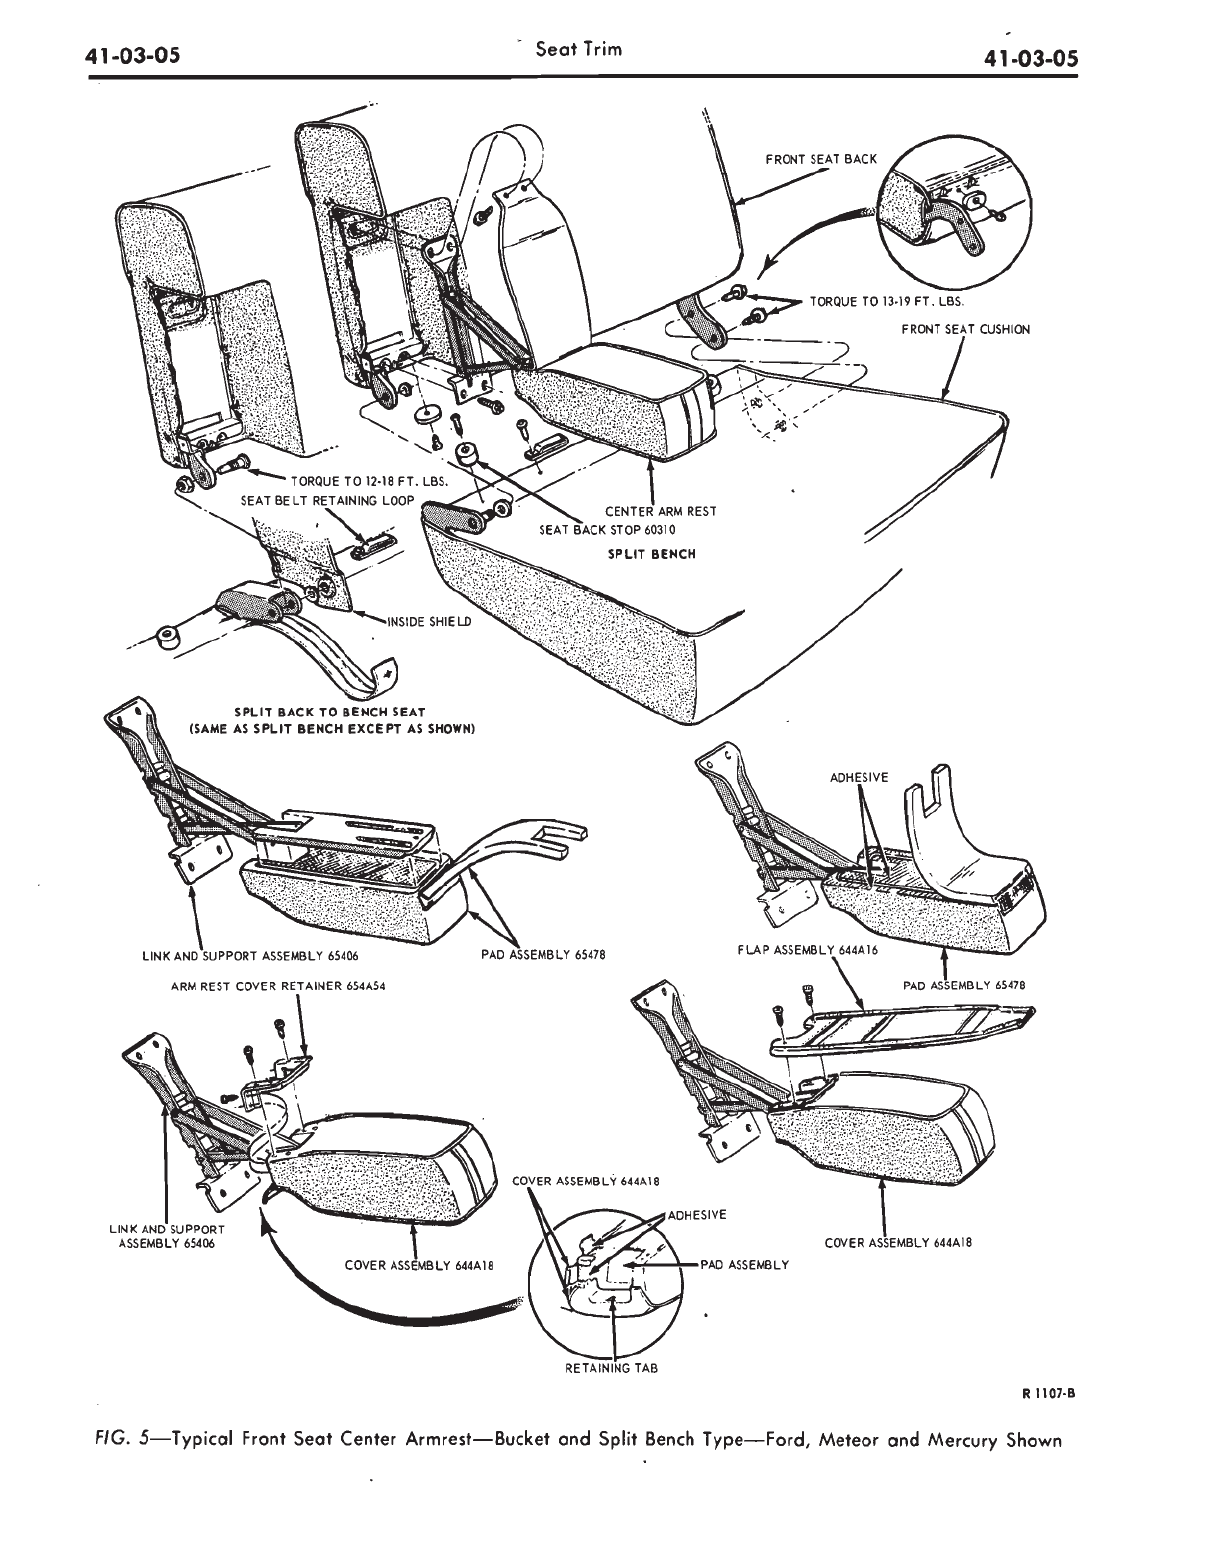 41-03-05
Seat Trim
41-03-05
FRONT SEAT BACK
TORQUE TO 13-19 FT. LBS.
FRONT SEAT CUSHION
TORQUE TO 12-18 FT. LBS.
SEAT BELT RETAINING LOOP
CENTER ARM REST
SEAT BACK STOP 60310
SPLIT BENCH
INSIDE SHIELD
SPLIT BACK TO BENCH SEAT
(SAME AS SPLIT BENCH EXCEPT AS SHOWN)
ADHESIVE
LINK AND SUPPORT ASSEMBLY 65406
PAD ASSEMBLY 65478
FLAP ASSEMBLY 644A16
PAD ASSEMBLY 65478
ARM REST COVER RETAINER 654A54
COVER ASSEMBLY 644A18
ADHESIVE
LINK AND SUPPORT
ASSEMBLY 65406
COVER ASSEMBLY 644A18
COVER ASSEMBLY 644A18
PAD ASSEMBLY
RETAINING TAB
R 1107-B
FIG. 5—Typical Front Seat Center Armrest—Bucket and Split Bench Type—Ford, Meteor and Mercury Shown